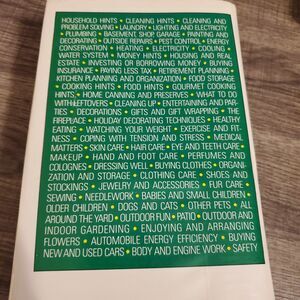 HOUSEHOLD HINTS • CLEANING HINTS • CLEANING AND
PROBLEM SOLVING • LAUNDRY • LIGHTING AND ELECTRICITY
• PLUMBING • BASEMENT, SHOP, GARAGE • PAINTING AND
DECORATING • OUTSIDE REPAIRS • PEST CONTROL • ENERGY
CONSERVATION • HEATING • ELECTRICITY • COOLING •
WATER SYSTEM • MONEY HINTS • HOUSING AND REAL
ESTATE • INVESTING OR BORROWING MONEY • BUYING
INSURANCE • PAYING LESS TAX • RETIREMENT PLANNING •
KITCHEN PLANNING AND ORGANIZATION • FOOD STORAGE
• COOKING HINTS • FOOD HINTS • GOURMET COOKING
HINTS • HOME CANNING AND PRESERVES • WHAT TO DO
WITH LEFTOVERS • CLEANING UP • ENTERTAINING AND PAR-
TIES • DECORATIONS • GIFTS AND GIFT WRAPPING • THE
FIREPLACE • HOLIDAY DECORATING TECHNIQUES • HEALTHY
EATING • WATCHING YOUR WEIGHT • EXERCISE AND FIT-
NESS • COPING WITH TENSION AND STRESS • MEDICAL
MATTERS • SKIN CARE • HAIR CARE • EYE AND TEETH CARE •
MAKEUP • HAND AND FOOT CARE • PERFUMES AND
COLOGNES • DRESSING WELL • BUYING CLOTHES • ORGANI-
ZATION AND STORAGE • CLOTHING CARE • SHOES AND
STOCKINGS • JEWELRY AND ACCESSORIES • FUR CARE •
SEWING • NEEDLEWORK • BABIES AND SMALL CHILDREN •
OLDER CHILDREN • DOGS AND CATS • OTHER PETS • ALL
AROUND THE YARD • OUTDOOR FUN • PATIO • OUTDOOR AND
INDOOR GARDENING • ENJOYING AND ARRANGING
FLOWERS • AUTOMOBILE ENERGY EFFICIENCY • BUYING
NEW AND USED CARS • BODY AND ENGINE WORK • SAFETY